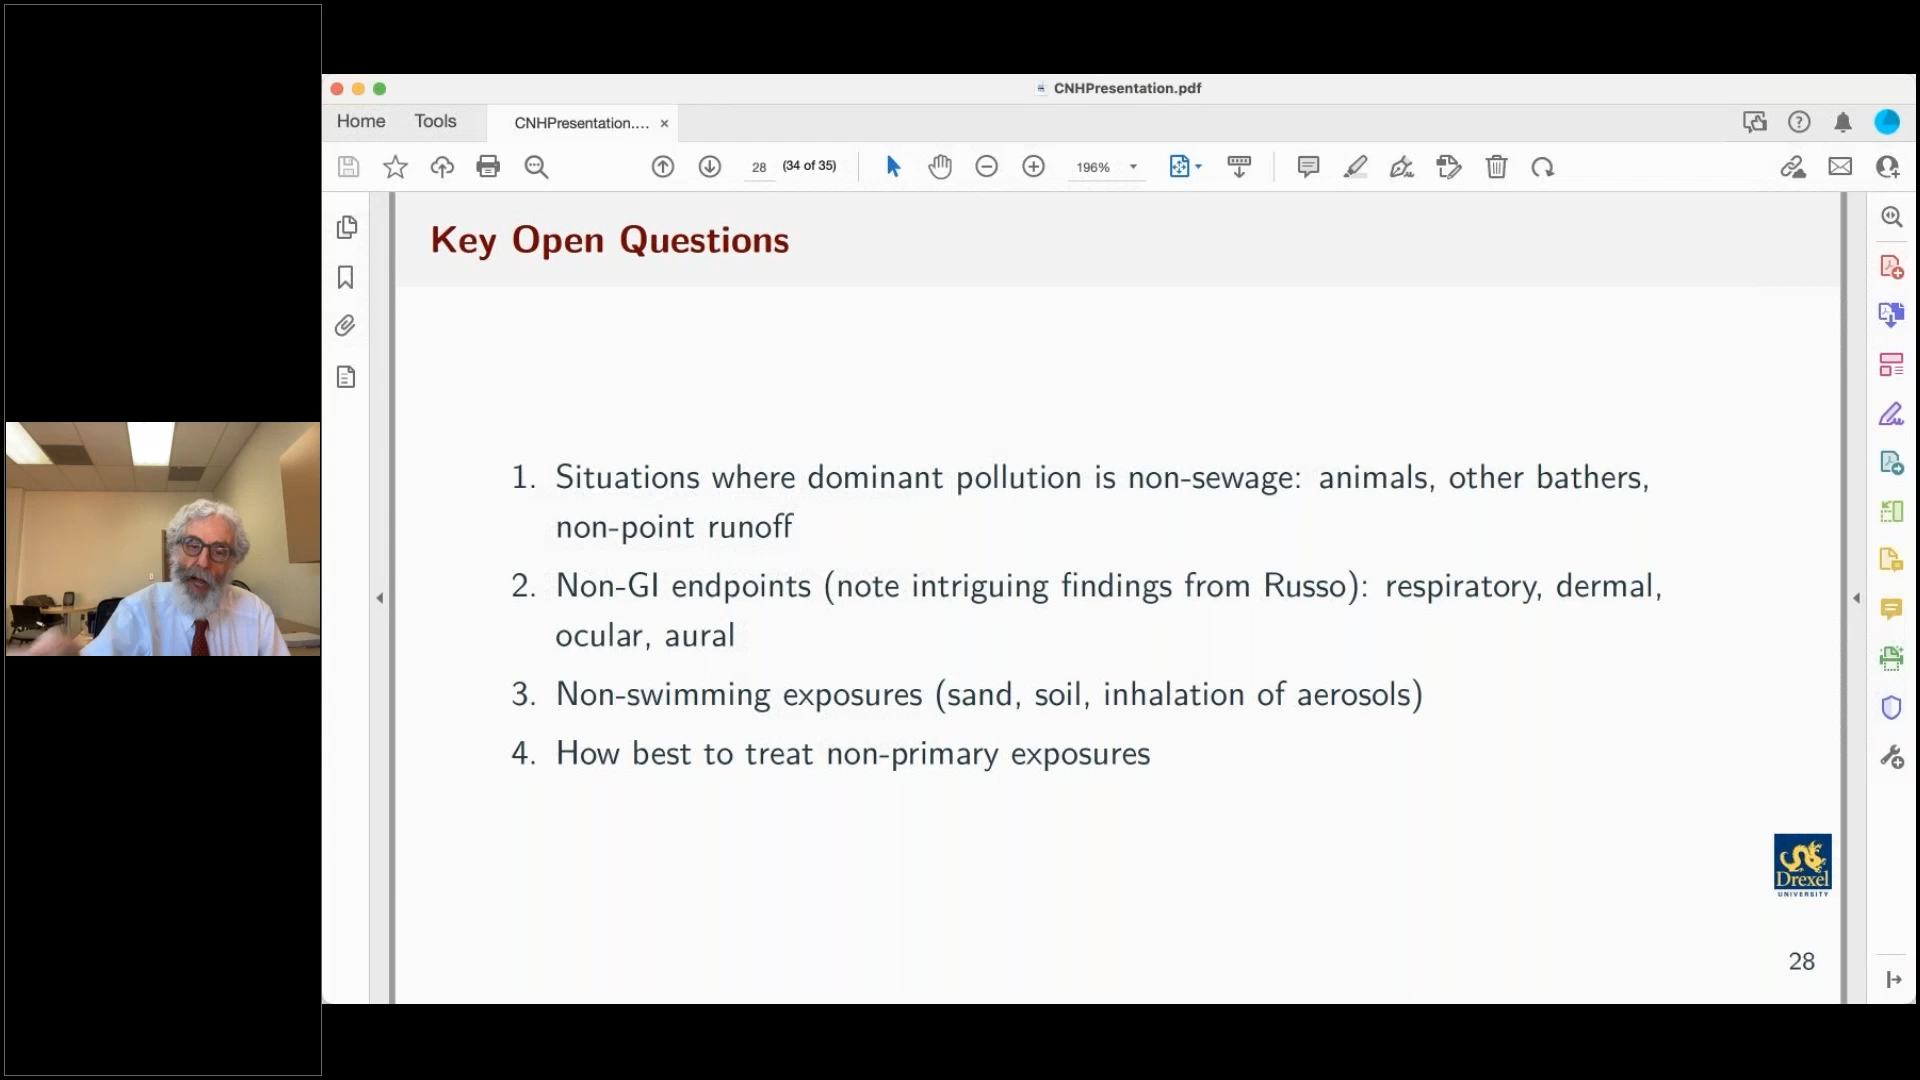 CNHPresentation.pdf
Home
Tools
CNHPresentation....
28
(34 of 35)
196%
Key Open Questions
1. Situations where dominant pollution is non-sewage: animals, other bathers,
non-point runoff
2. Non-GI endpoints (note intriguing findings from Russo): respiratory, dermal,
ocular, aural
3. Non-swimming exposures (sand, soil, inhalation of aerosols)
4. How best to treat non-primary exposures
Drexel
UNIVERSITY
28